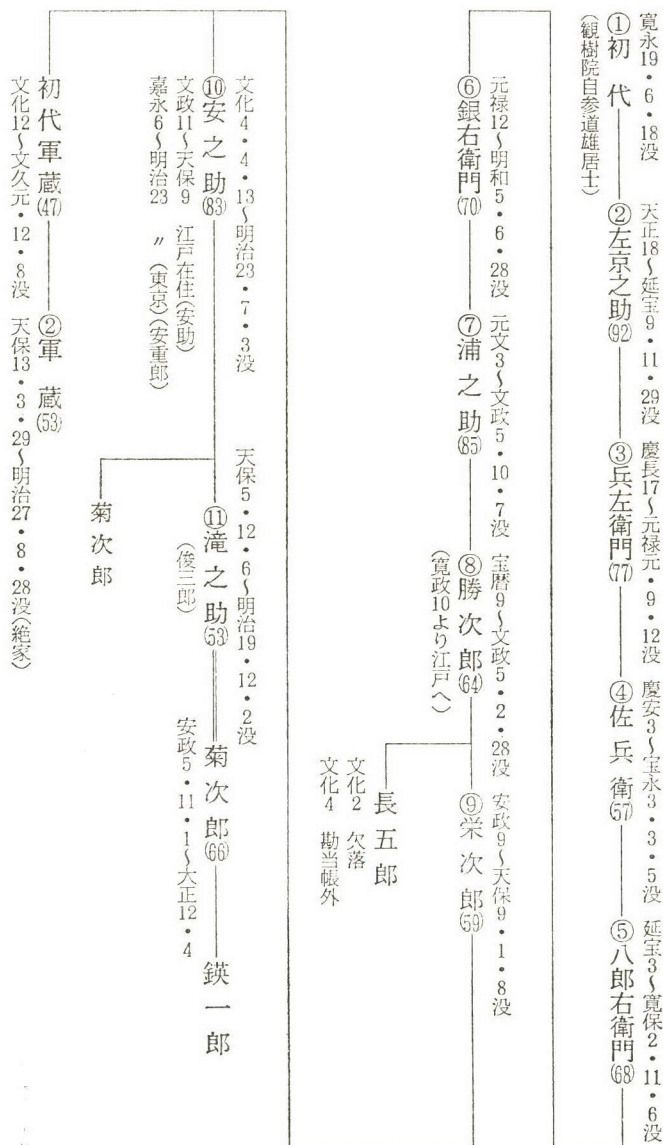 寛永19・6・18没
①初代
（観樹院自参道雄居士）
天正18〜延宝9・11・29没
②左京之助(92)
慶長17〜元禄元・9・12没
③兵左衛門(77)
慶安3〜宝永3・3・5没
④佐兵衛(57)
延宝3〜寛保2・11・6没
⑤八郎右衛門(68)
元禄12〜明和5・6・28没
⑥銀右衛門(70)
元文3〜文政5・10・7没
⑦浦之助(85)
宝暦9〜文政5・2・28没
⑧勝次郎(64)
（寛政10より江戸へ）
安政9〜天保9・1・8没
⑨栄次郎(59)
長五郎
文化2 欠落
文化4 勘当帳外
文化4・4・13〜明治23・7・3没
⑩安之助(83)
文政11〜天保9 江戸在住（安助）
嘉永6〜明治23 〃（東京）（安重郎）
天保5・12・6〜明治19・12・2没
⑪滝之助(53)
（俊三郎）
菊次郎(66)
安政5・11・1〜大正12・4
鍈一郎
菊次郎
初代軍蔵(47)
文化12〜文久元・12・8没
②軍蔵(53)
天保13・3・29〜明治27・8・28没（絶家）